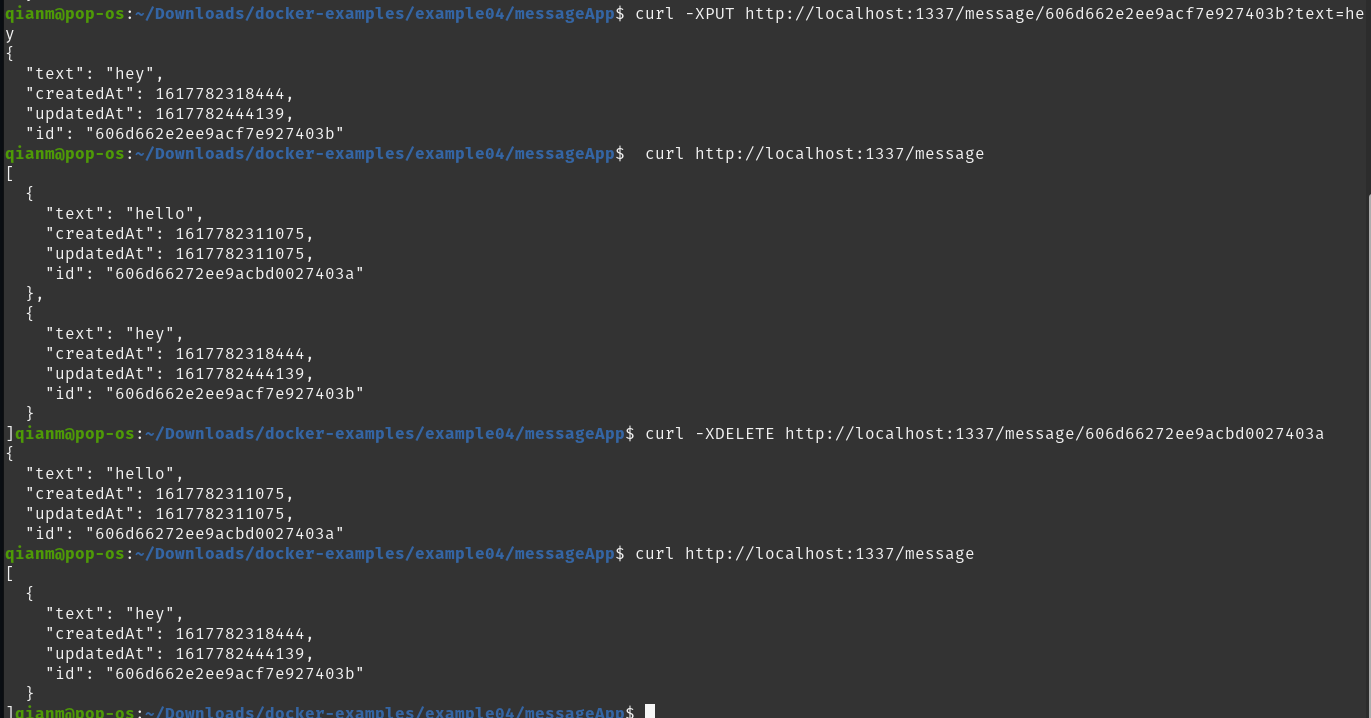 qianm@pop-os:~/Downloads/docker-examples/example04/messageApp$ curl -XPUT http://localhost:1337/message/606d662e2ee9acf7e927403b?text=he
y
{
  "text": "hey",
  "createdAt": 1617782318444,
  "updatedAt": 1617782444139,
  "id": "606d662e2ee9acf7e927403b"
qianm@pop-os:~/Downloads/docker-examples/example04/messageApp$  curl http://localhost:1337/message
[
  {
    "text": "hello",
    "createdAt": 1617782311075,
    "updatedAt": 1617782311075,
    "id": "606d66272ee9acbd0027403a"
  },
  {
    "text": "hey",
    "createdAt": 1617782318444,
    "updatedAt": 1617782444139,
    "id": "606d662e2ee9acf7e927403b"
  }
]qianm@pop-os:~/Downloads/docker-examples/example04/messageApp$ curl -XDELETE http://localhost:1337/message/606d66272ee9acbd0027403a
{
  "text": "hello",
  "createdAt": 1617782311075,
  "updatedAt": 1617782311075,
  "id": "606d66272ee9acbd0027403a"
qianm@pop-os:~/Downloads/docker-examples/example04/messageApp$ curl http://localhost:1337/message
[
  {
    "text": "hey",
    "createdAt": 1617782318444,
    "updatedAt": 1617782444139,
    "id": "606d662e2ee9acf7e927403b"
  }
]qianm@pop-os:~/Downloads/docker-examples/example04/messageApp$